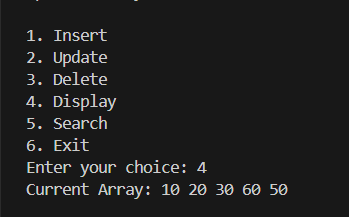 1. Insert
2. Update
3. Delete
4. Display
5. Search
6. Exit
Enter your choice: 4
Current Array: 10 20 30 60 50